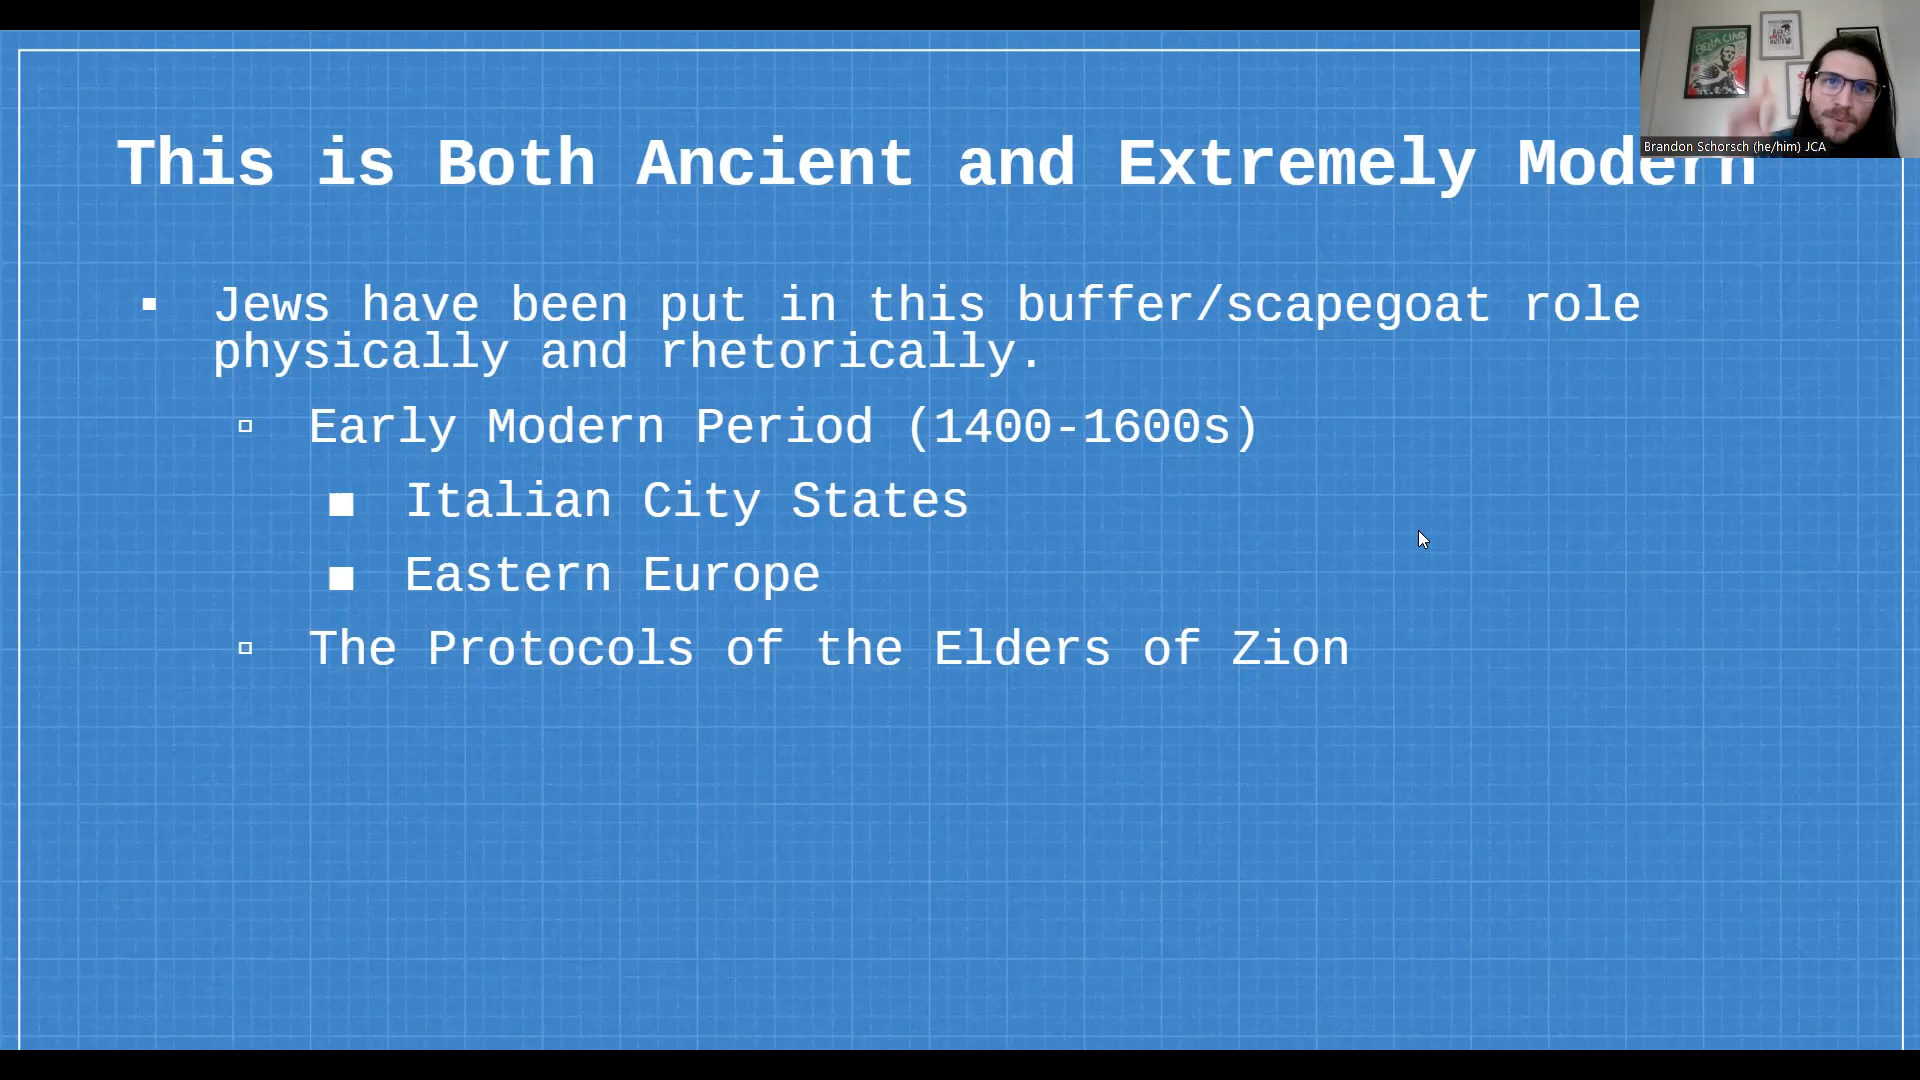 This is Both Ancient and Extremely Modern
BELLA CIAO
Brandon Schorsch (he/him) JCA
Jews have been put in this buffer/scapegoat role
physically and rhetorically.
Early Modern Period (1400-1600s)
Italian City States
Eastern Europe
The Protocols of the Elders of Zion